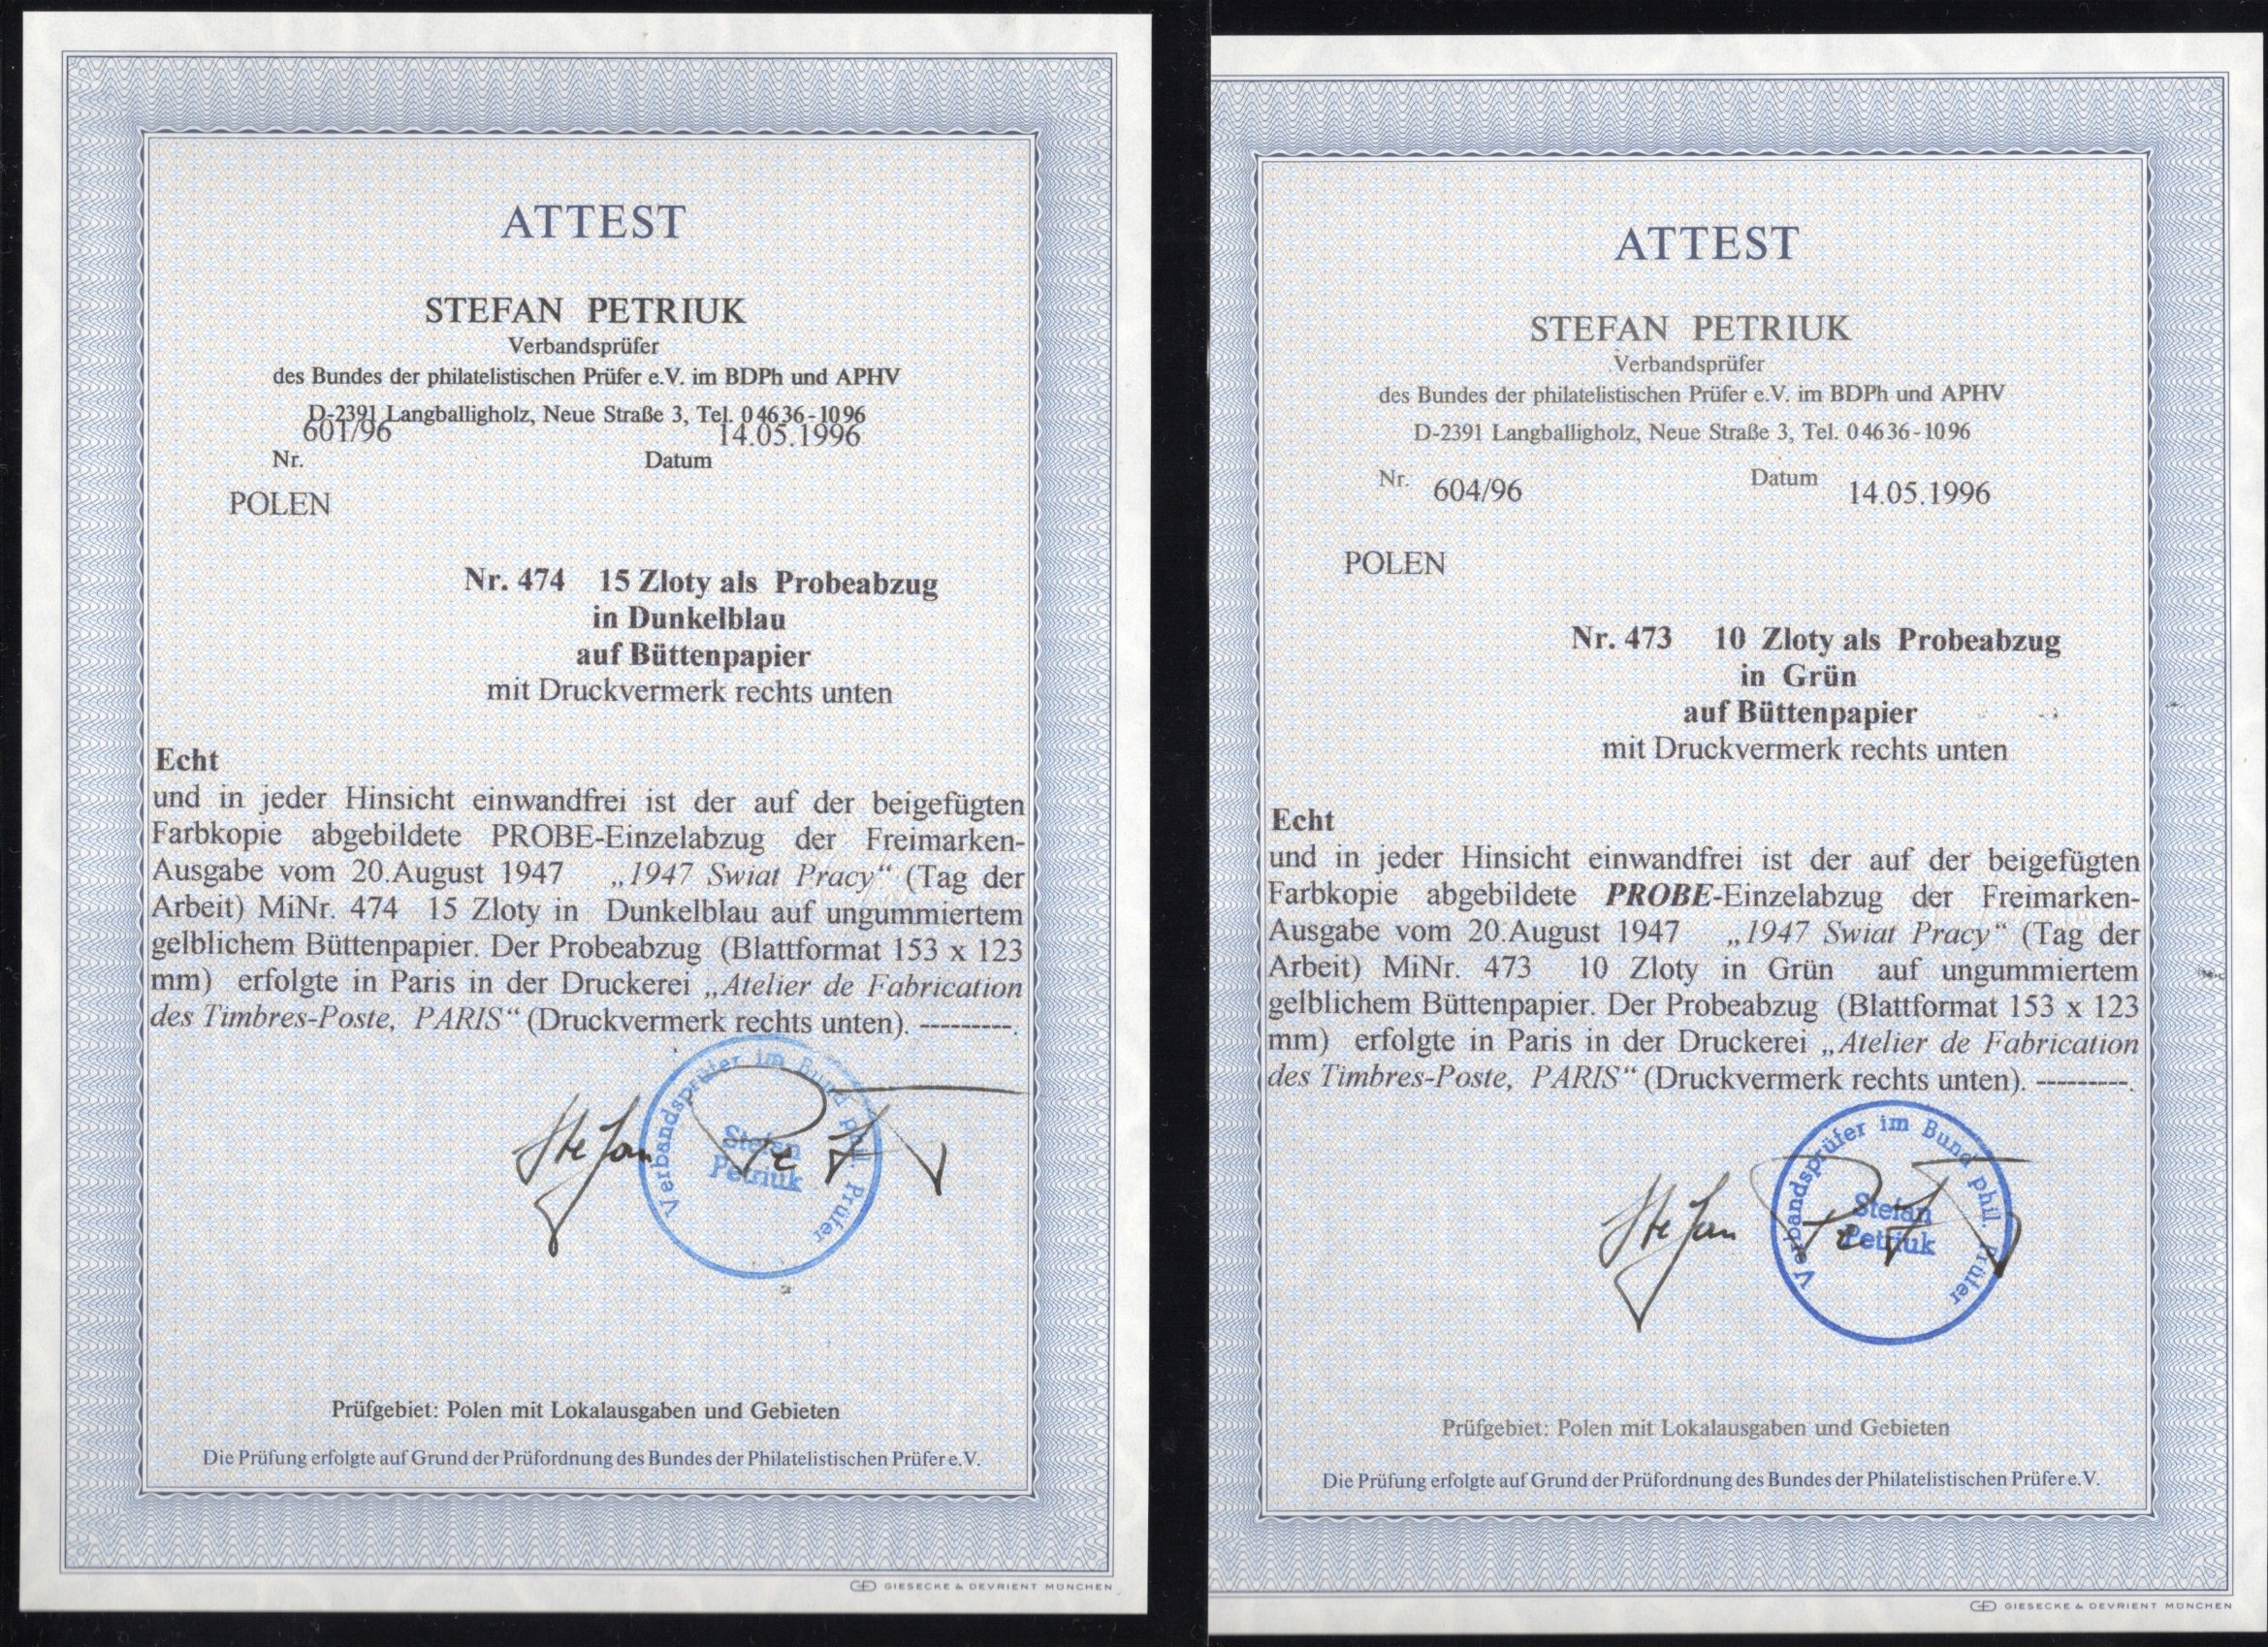 ATTEST
STEFAN PETRIUK
Verbandsprüfer
des Bundes der philatelistischen Prüfer e.V. im BDPh und APHV
D-2391 Langballigholz, Neue Straße 3, Tel. 04636-1096
601/96 14.05.1996
Nr. Datum
POLEN
Nr. 474 15 Zloty als Probeabzug
in Dunkelblau
auf Büttenpapier
mit Druckvermerk rechts unten
Echt
und in jeder Hinsicht einwandfrei ist der auf der beigefügten
Farbkopie abgebildete PROBE-Einzelabzug der Freimarken-
Ausgabe vom 20.August 1947 „1947 Swiat Pracy“ (Tag der
Arbeit) MiNr. 474 15 Zloty in Dunkelblau auf ungummiertem
gelblichem Büttenpapier. Der Probeabzug (Blattformat 153 x 123
mm) erfolgte in Paris in der Druckerei „Atelier de Fabrication
des Timbres-Poste, PARIS“ (Druckvermerk rechts unten). ---------.
Verbandsprüfer im Bund phil. Prüfer
Stefan
Petriuk
Stefan
Prüfgebiet: Polen mit Lokalausgaben und Gebieten
Die Prüfung erfolgte auf Grund der Prüfordnung des Bundes der Philatelistischen Prüfer e.V.
GD GIESECKE & DEVRIENT MÜNCHEN
ATTEST
STEFAN PETRIUK
Verbandsprüfer
des Bundes der philatelistischen Prüfer e.V. im BDPh und APHV
D-2391 Langballigholz, Neue Straße 3, Tel. 04636-1096
Nr. 604/96 Datum 14.05.1996
POLEN
Nr. 473 10 Zloty als Probeabzug
in Grün
auf Büttenpapier
mit Druckvermerk rechts unten
Echt
und in jeder Hinsicht einwandfrei ist der auf der beigefügten
Farbkopie abgebildete PROBE-Einzelabzug der Freimarken-
Ausgabe vom 20.August 1947 „1947 Swiat Pracy“ (Tag der
Arbeit) MiNr. 473 10 Zloty in Grün auf ungummiertem
gelblichem Büttenpapier. Der Probeabzug (Blattformat 153 x 123
mm) erfolgte in Paris in der Druckerei „Atelier de Fabrication
des Timbres-Poste, PARIS“ (Druckvermerk rechts unten). ---------.
Verbandsprüfer im Bund phil. Prüfer
Stefan
Petriuk
Stefan
Prüfgebiet: Polen mit Lokalausgaben und Gebieten
Die Prüfung erfolgte auf Grund der Prüfordnung des Bundes der Philatelistischen Prüfer e.V.
GD GIESECKE & DEVRIENT MÜNCHEN